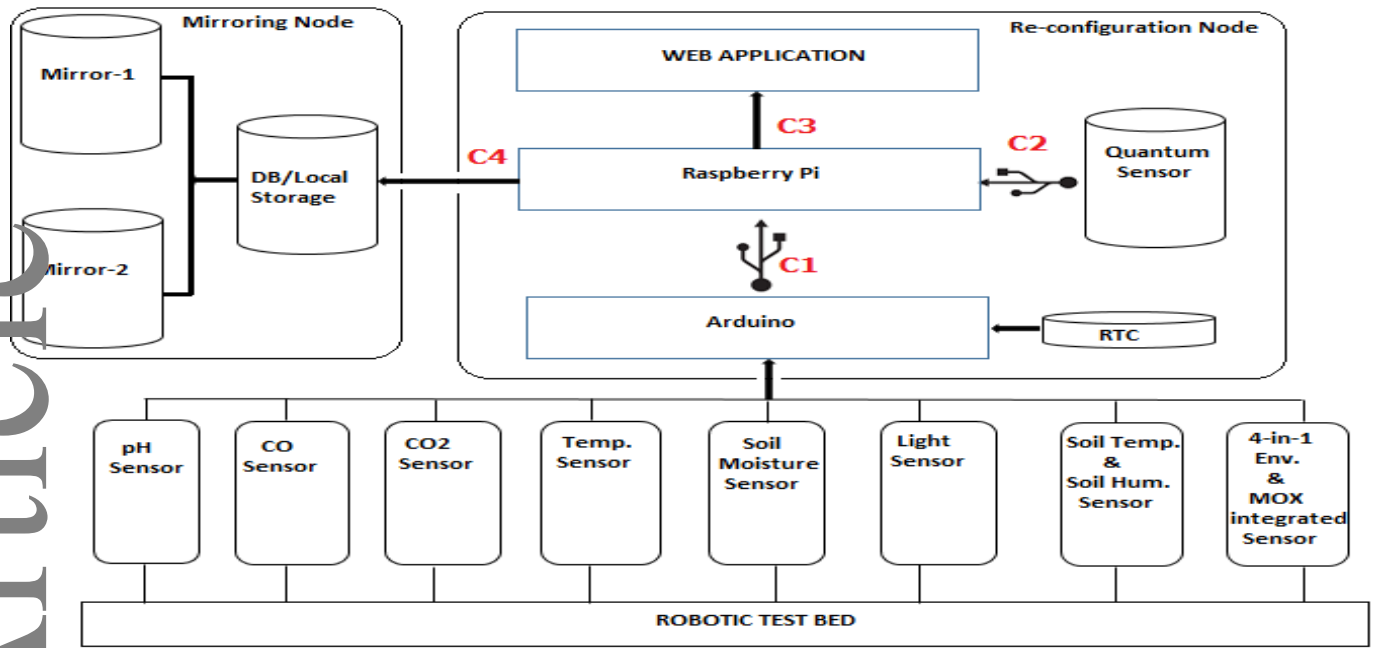 Mirroring Node
Re-configuration Node
WEB APPLICATION
Mirror-1
C3
C4
C2
Quantum
Sensor
DB/Local
Storage
Raspberry Pi
Mirror-2
C1
Arduino
RTC
pH
Sensor
CO
Sensor
CO2
Sensor
Temp.
Sensor
Soil
Moisture
Sensor
Light
Sensor
Soil Temp.
&
Soil Hum.
Sensor
4-in-1
Env.
&
MOX
integrated
Sensor
ROBOTIC TEST BED